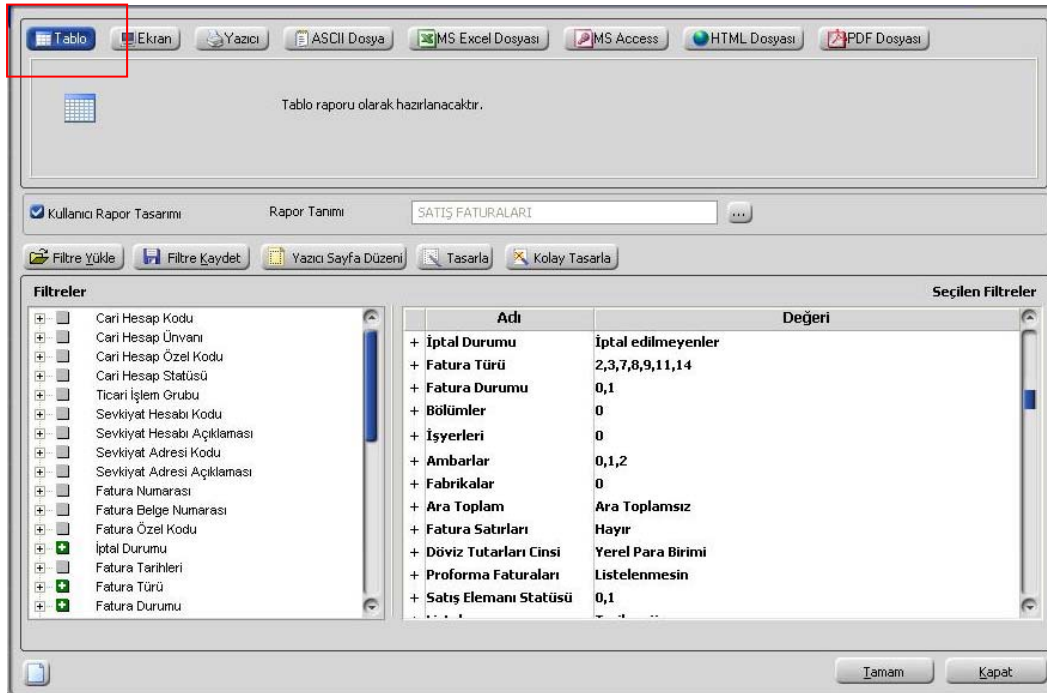 Tablo Ekran Yazıcı ASCII Dosya MS Excel Dosyası MS Access HTML Dosyası PDF Dosyası
Tablo raporu olarak hazırlanacaktır.
Kullanıcı Rapor Tasarımı Rapor Tanımı SATIŞ FATURALARI ...
Filtre Yükle Filtre Kaydet Yazıcı Sayfa Düzeni Tasarla Kolay Tasarla
Filtreler Seçilen Filtreler
Cari Hesap Kodu
Cari Hesap Ünvanı
Cari Hesap Özel Kodu
Cari Hesap Statüsü
Ticari İşlem Grubu
Sevkiyat Hesabı Kodu
Sevkiyat Hesabı Açıklaması
Sevkiyat Adresi Kodu
Sevkiyat Adresi Açıklaması
Fatura Numarası
Fatura Belge Numarası
Fatura Özel Kodu
İptal Durumu
Fatura Tarihleri
Fatura Türü
Fatura Durumu
Adı Değeri
+ İptal Durumu İptal edilmeyenler
+ Fatura Türü 2,3,7,8,9,11,14
+ Fatura Durumu 0,1
+ Bölümler 0
+ İşyerleri 0
+ Ambarlar 0,1,2
+ Fabrikalar 0
+ Ara Toplam Ara Toplamsız
+ Fatura Satırları Hayır
+ Döviz Tutarları Cinsi Yerel Para Birimi
+ Proforma Faturaları Listelenmesin
+ Satış Elemanı Statüsü 0,1
Tamam Kapat